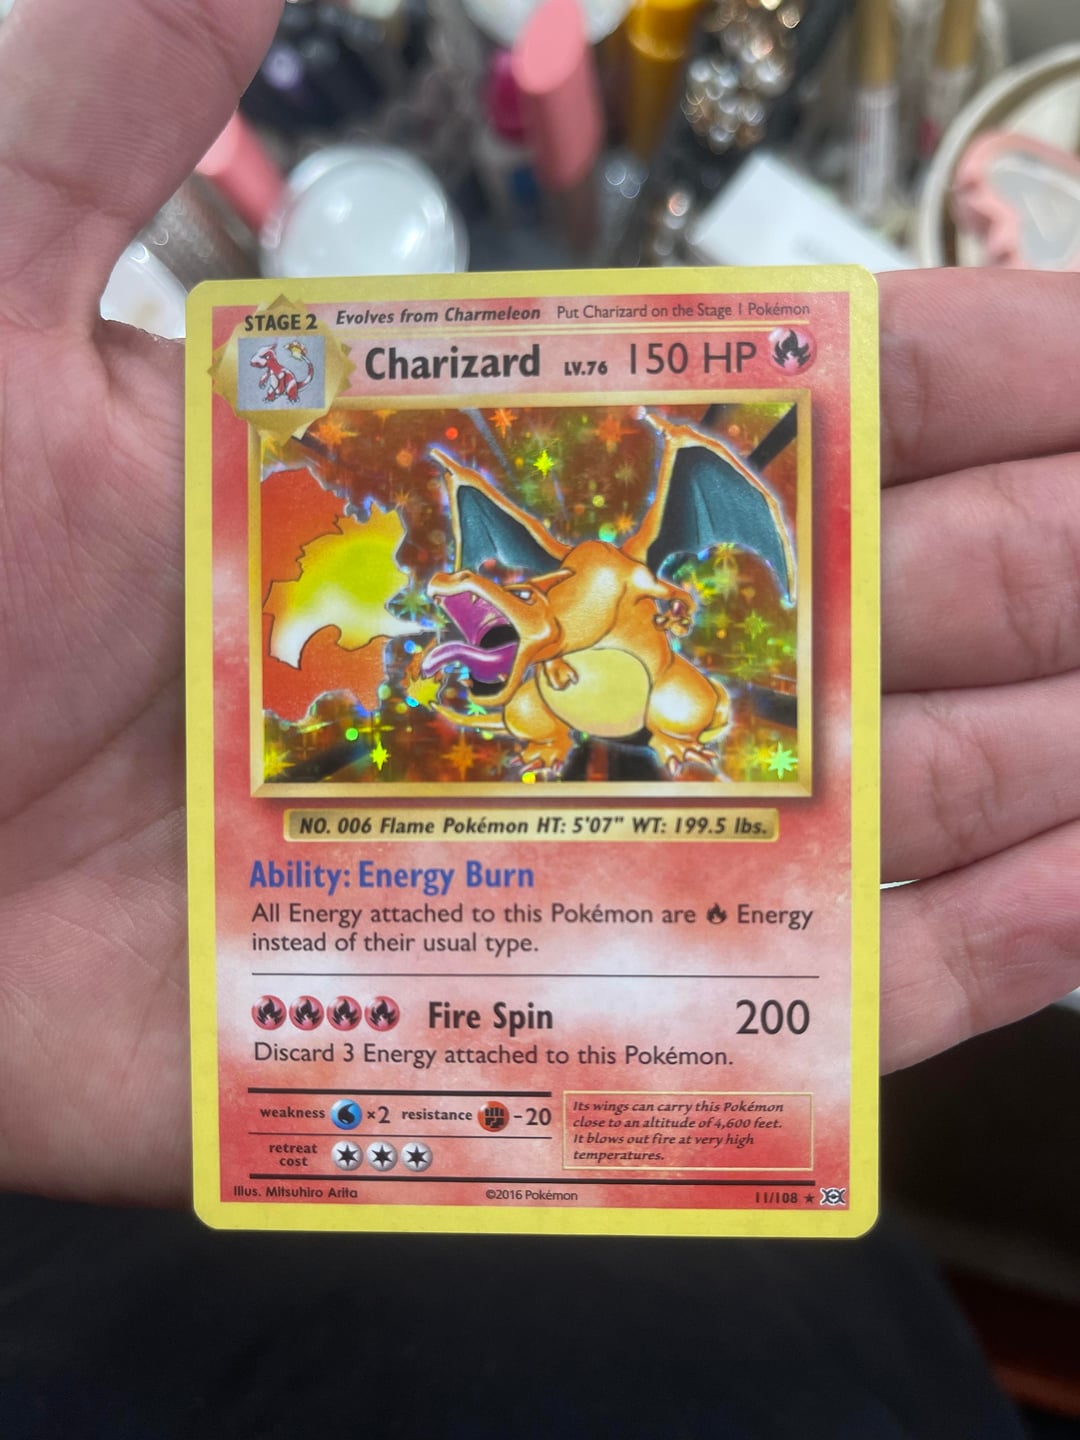 STAGE 2
Evolves from Charmeleon
Put Charizard on the Stage 1 Pokémon
Charizard LV.76 150 HP
NO. 006 Flame Pokémon HT: 5'07" WT: 199.5 lbs.
Ability: Energy Burn
All Energy attached to this Pokémon are Energy
instead of their usual type.
Fire Spin 200
Discard 3 Energy attached to this Pokémon.
weakness ×2 resistance -20
retreat
cost
Its wings can carry this Pokémon
close to an altitude of 4,600 feet.
It blows out fire at very high
temperatures.
Illus. Mitsuhiro Arita
©2016 Pokémon
11/108 ★